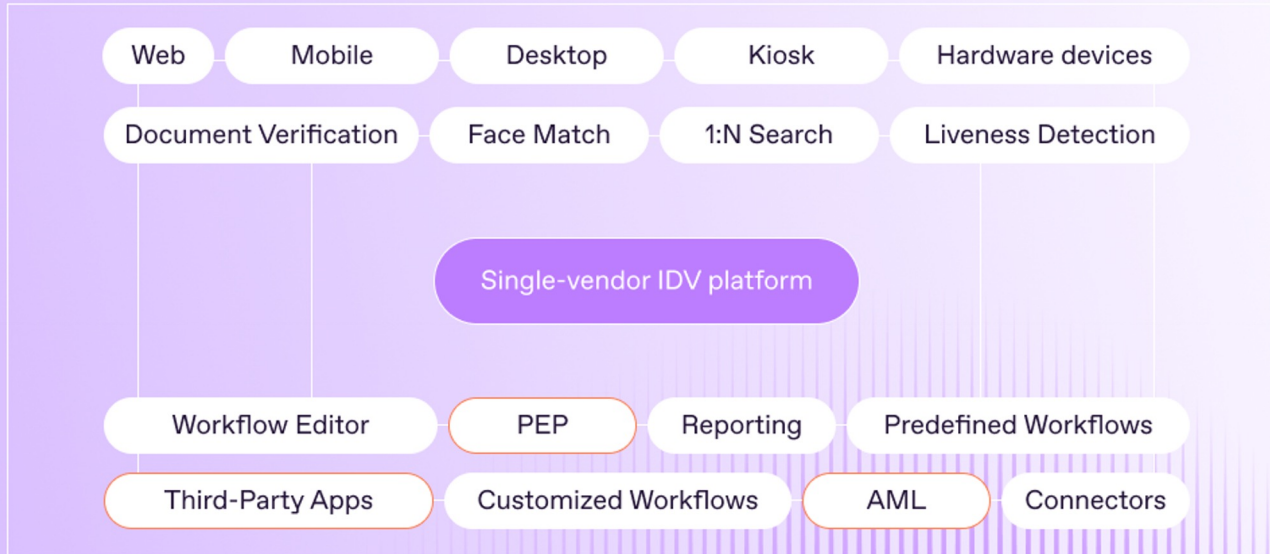 Web Mobile Desktop Kiosk Hardware devices
Document Verification Face Match 1:N Search Liveness Detection
Single-vendor IDV platform
Workflow Editor PEP Reporting Predefined Workflows
Third-Party Apps Customized Workflows AML Connectors